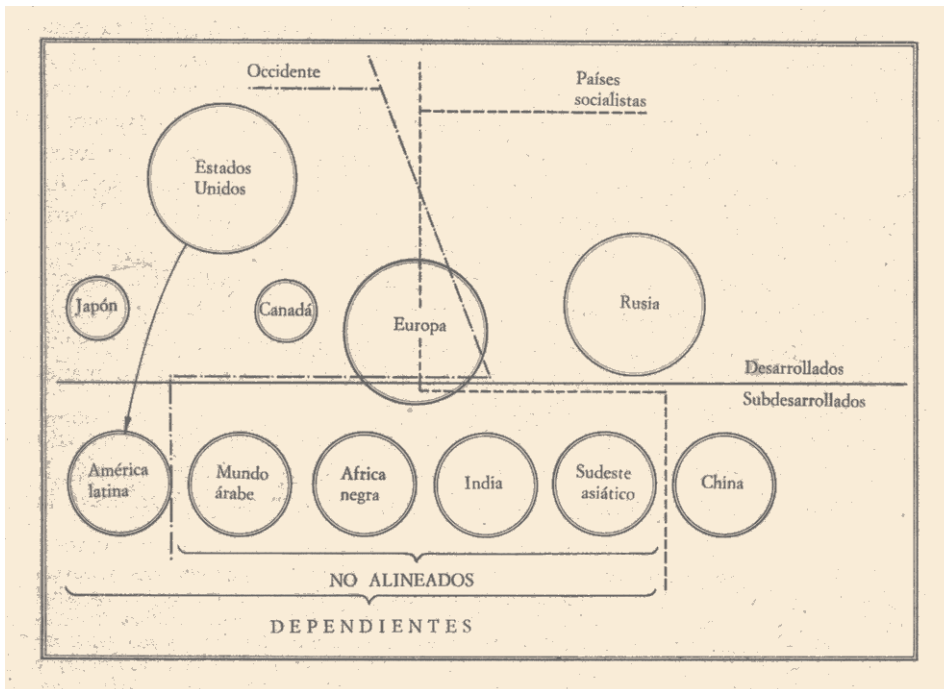 Occidente
Países
socialistas
Estados
Unidos
Japón
Canadá
Europa
Rusia
Desarrollados
Subdesarrollados
América
latina
Mundo
árabe
Africa
negra
India
Sudeste
asiático
China
NO ALINEADOS
DEPENDIENTES